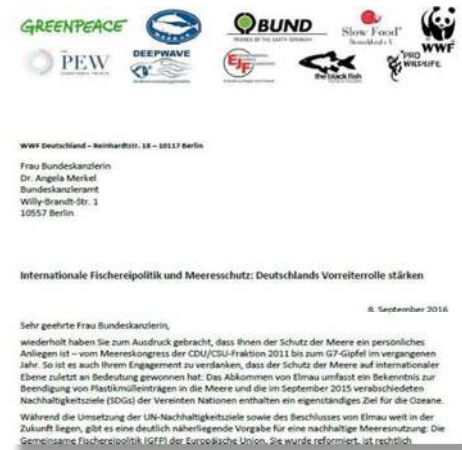 GREENPEACE
BUND
FRIENDS OF THE EARTH GERMANY
Slow Food®
Deutschland e.V.
WWF
THE
PEW
CHARITABLE TRUSTS
DEEPWAVE
EJF
the black fish
PRO
WILDLIFE
WWF Deutschland – Reinhardtstr. 18 – 10117 Berlin
Frau Bundeskanzlerin
Dr. Angela Merkel
Bundeskanzleramt
Willy-Brandt-Str. 1
10557 Berlin
Internationale Fischereipolitik und Meeresschutz: Deutschlands Vorreiterrolle stärken
8. September 2016
Sehr geehrte Frau Bundeskanzlerin,
wiederholt haben Sie zum Ausdruck gebracht, dass Ihnen der Schutz der Meere ein persönliches
Anliegen ist – vom Meereskongress der CDU/CSU-Fraktion 2011 bis zum G7-Gipfel im vergangenen
Jahr. So ist es auch Ihrem Engagement zu verdanken, dass der Schutz der Meere auf internationaler
Ebene zuletzt an Bedeutung gewonnen hat: Das Abkommen von Elmau umfasst ein Bekenntnis zur
Beendigung von Plastikmülleinträgen in die Meere und die im September 2015 verabschiedeten
Nachhaltigkeitsziele (SDGs) der Vereinten Nationen enthalten ein eigenständiges Ziel für die Ozeane.
Während die Umsetzung der UN-Nachhaltigkeitsziele sowie des Beschlusses von Elmau weit in der
Zukunft liegen, gibt es eine deutlich näherliegende Vorgabe für eine nachhaltige Meeresnutzung: Die
Gemeinsame Fischereipolitik (GFP) der Europäische Union. Sie wurde reformiert, ist rechtlich